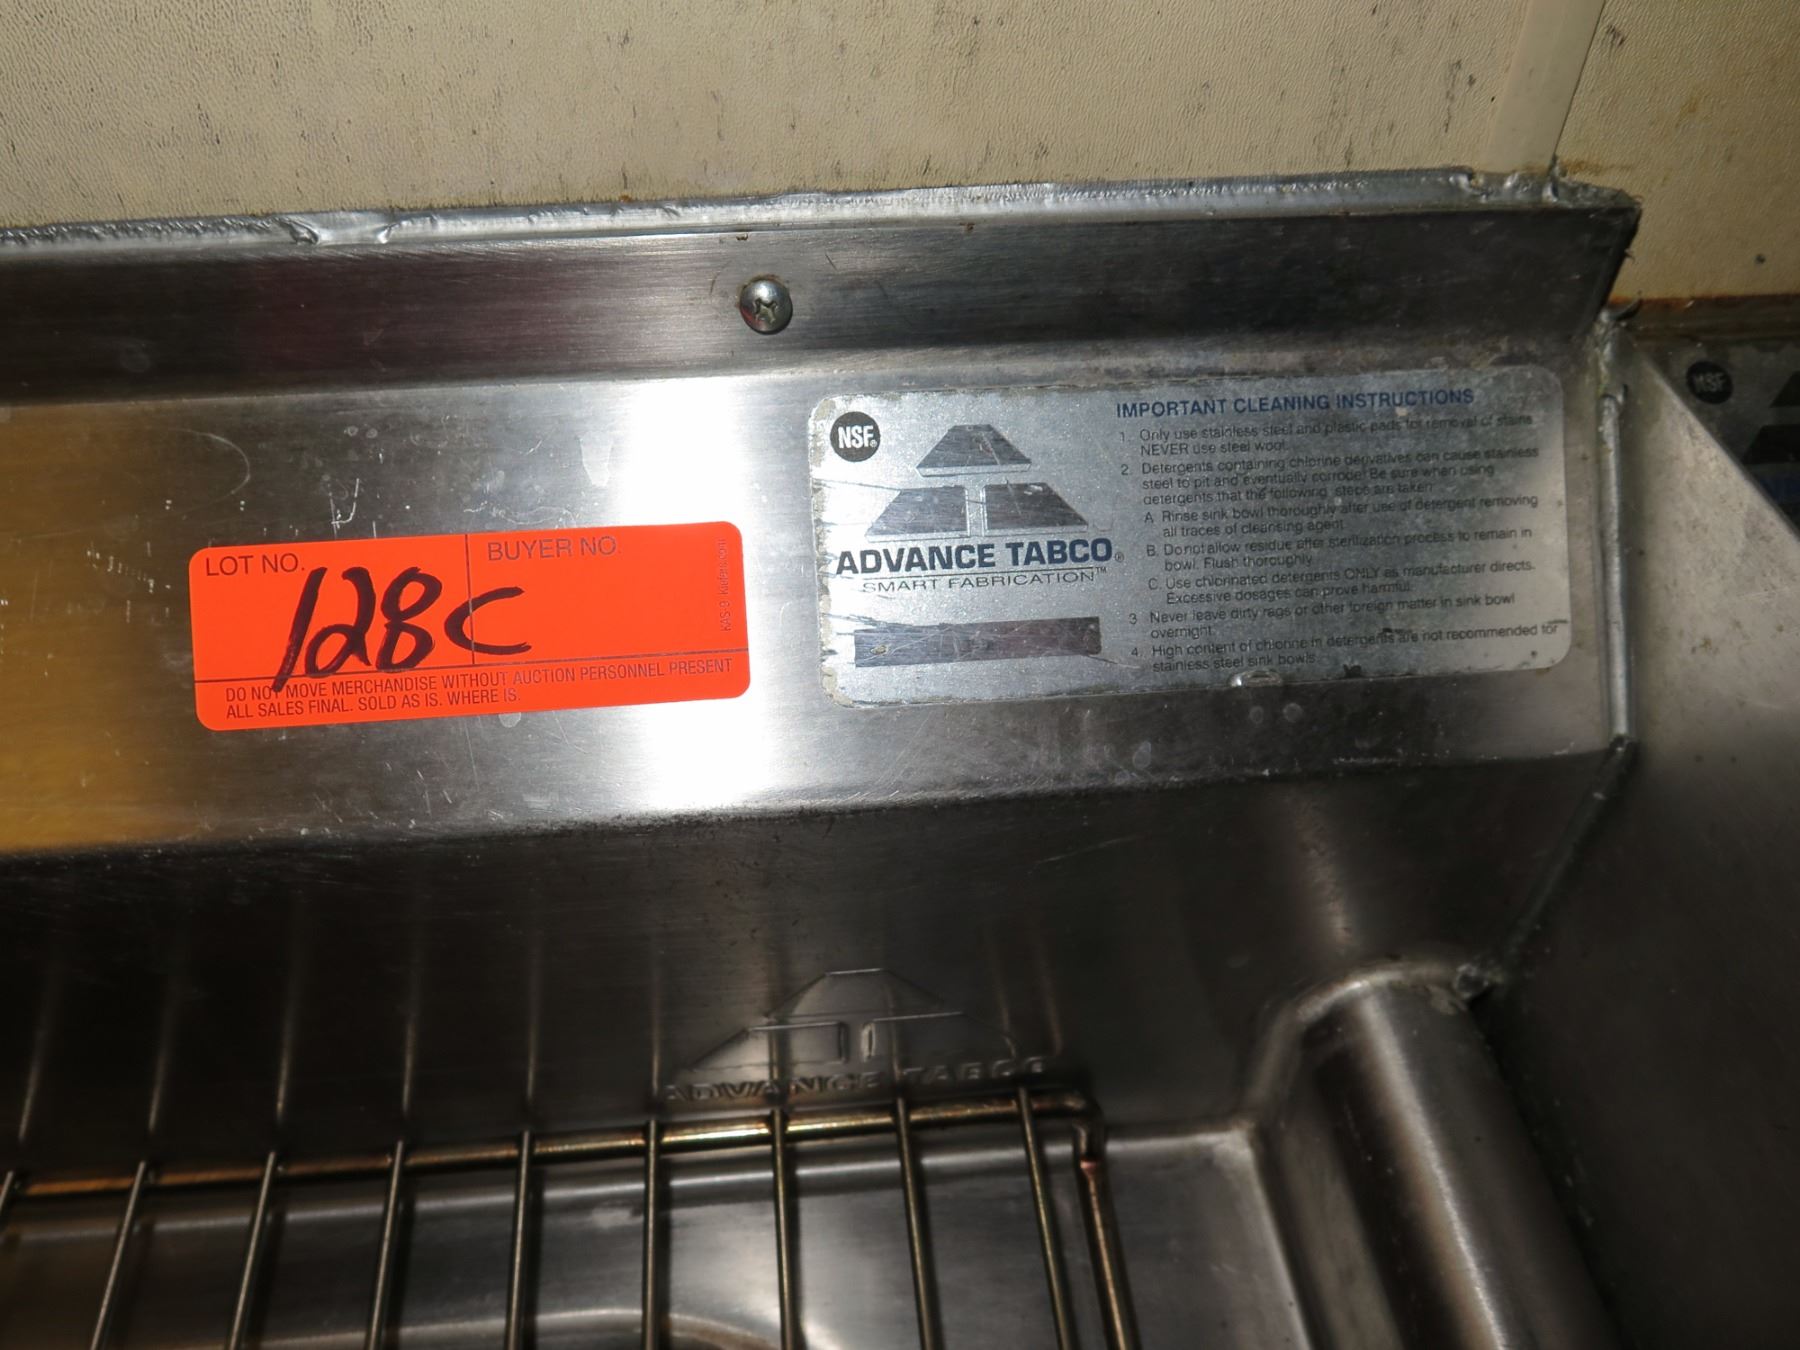 LOT NO.
BUYER NO.
128C
DO NOT MOVE MERCHANDISE WITHOUT AUCTION PERSONNEL PRESENT
ALL SALES FINAL. SOLD AS IS. WHERE IS.
KAS-9
NSF®
ADVANCE TABCO®
SMART FABRICATION™
IMPORTANT CLEANING INSTRUCTIONS
1. Only use stainless steel and plastic pads for removal of stains
NEVER use steel wool.
2. Detergents containing chlorine derivatives can cause stainless
steel to pit and eventually corrode! Be sure when using
detergents that the following steps are taken:
A. Rinse sink bowl thoroughly after use of detergent removing
all traces of cleansing agent.
B. Do not allow residue after sterilization process to remain in
bowl. Flush thoroughly.
C. Use chlorinated detergents ONLY as manufacturer directs.
Excessive dosages can prove harmful.
3. Never leave dirty rags or other foreign matter in sink bowl
overnight.
4. High content of chlorine in detergents are not recommended for
stainless steel sink bowls.
ADVANCE TABCO
NSF